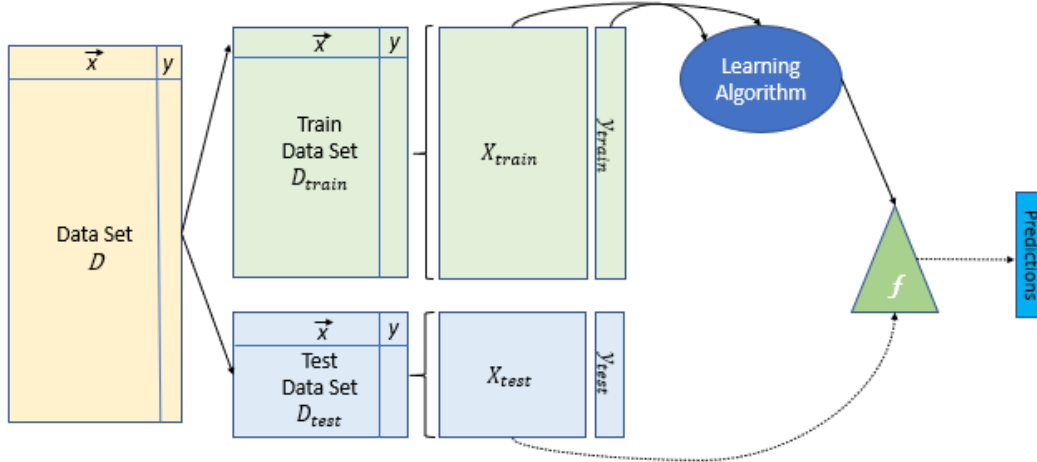 x⃗ y
Data Set
D
x⃗ y
Train
Data Set
D_train
X_train
y_train
Learning
Algorithm
x⃗ y
Test
Data Set
D_test
X_test
y_test
f
Predictions